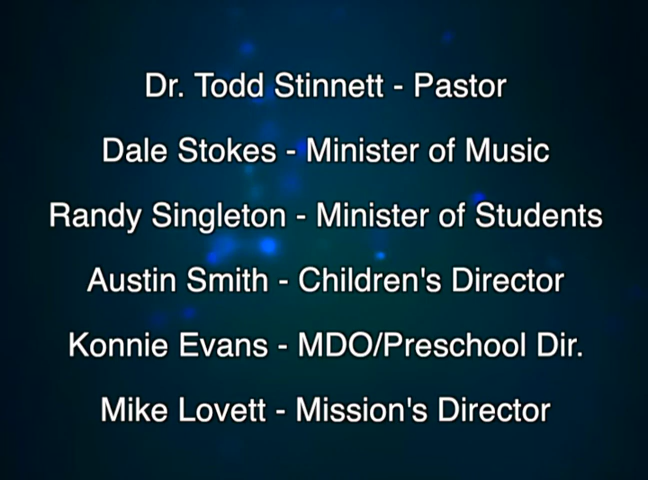 Dr. Todd Stinnett - Pastor
Dale Stokes - Minister of Music
Randy Singleton - Minister of Students
Austin Smith - Children's Director
Konnie Evans - MDO/Preschool Dir.
Mike Lovett - Mission's Director